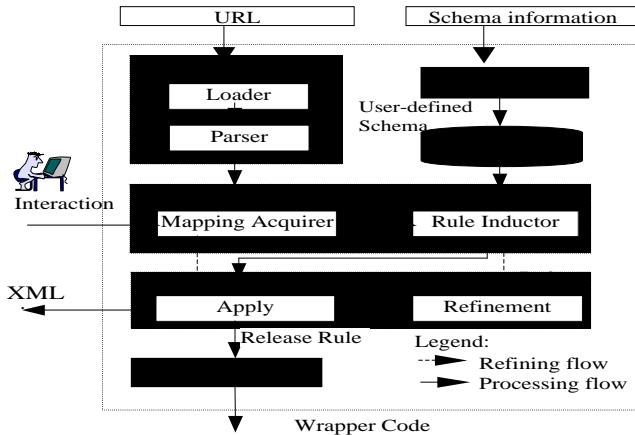 URL
Schema information
Loader
User-defined
Schema
Parser
Interaction
Mapping Acquirer
Rule Inductor
XML
Apply
Refinement
Release Rule
Legend:
Refining flow
Processing flow
Wrapper Code